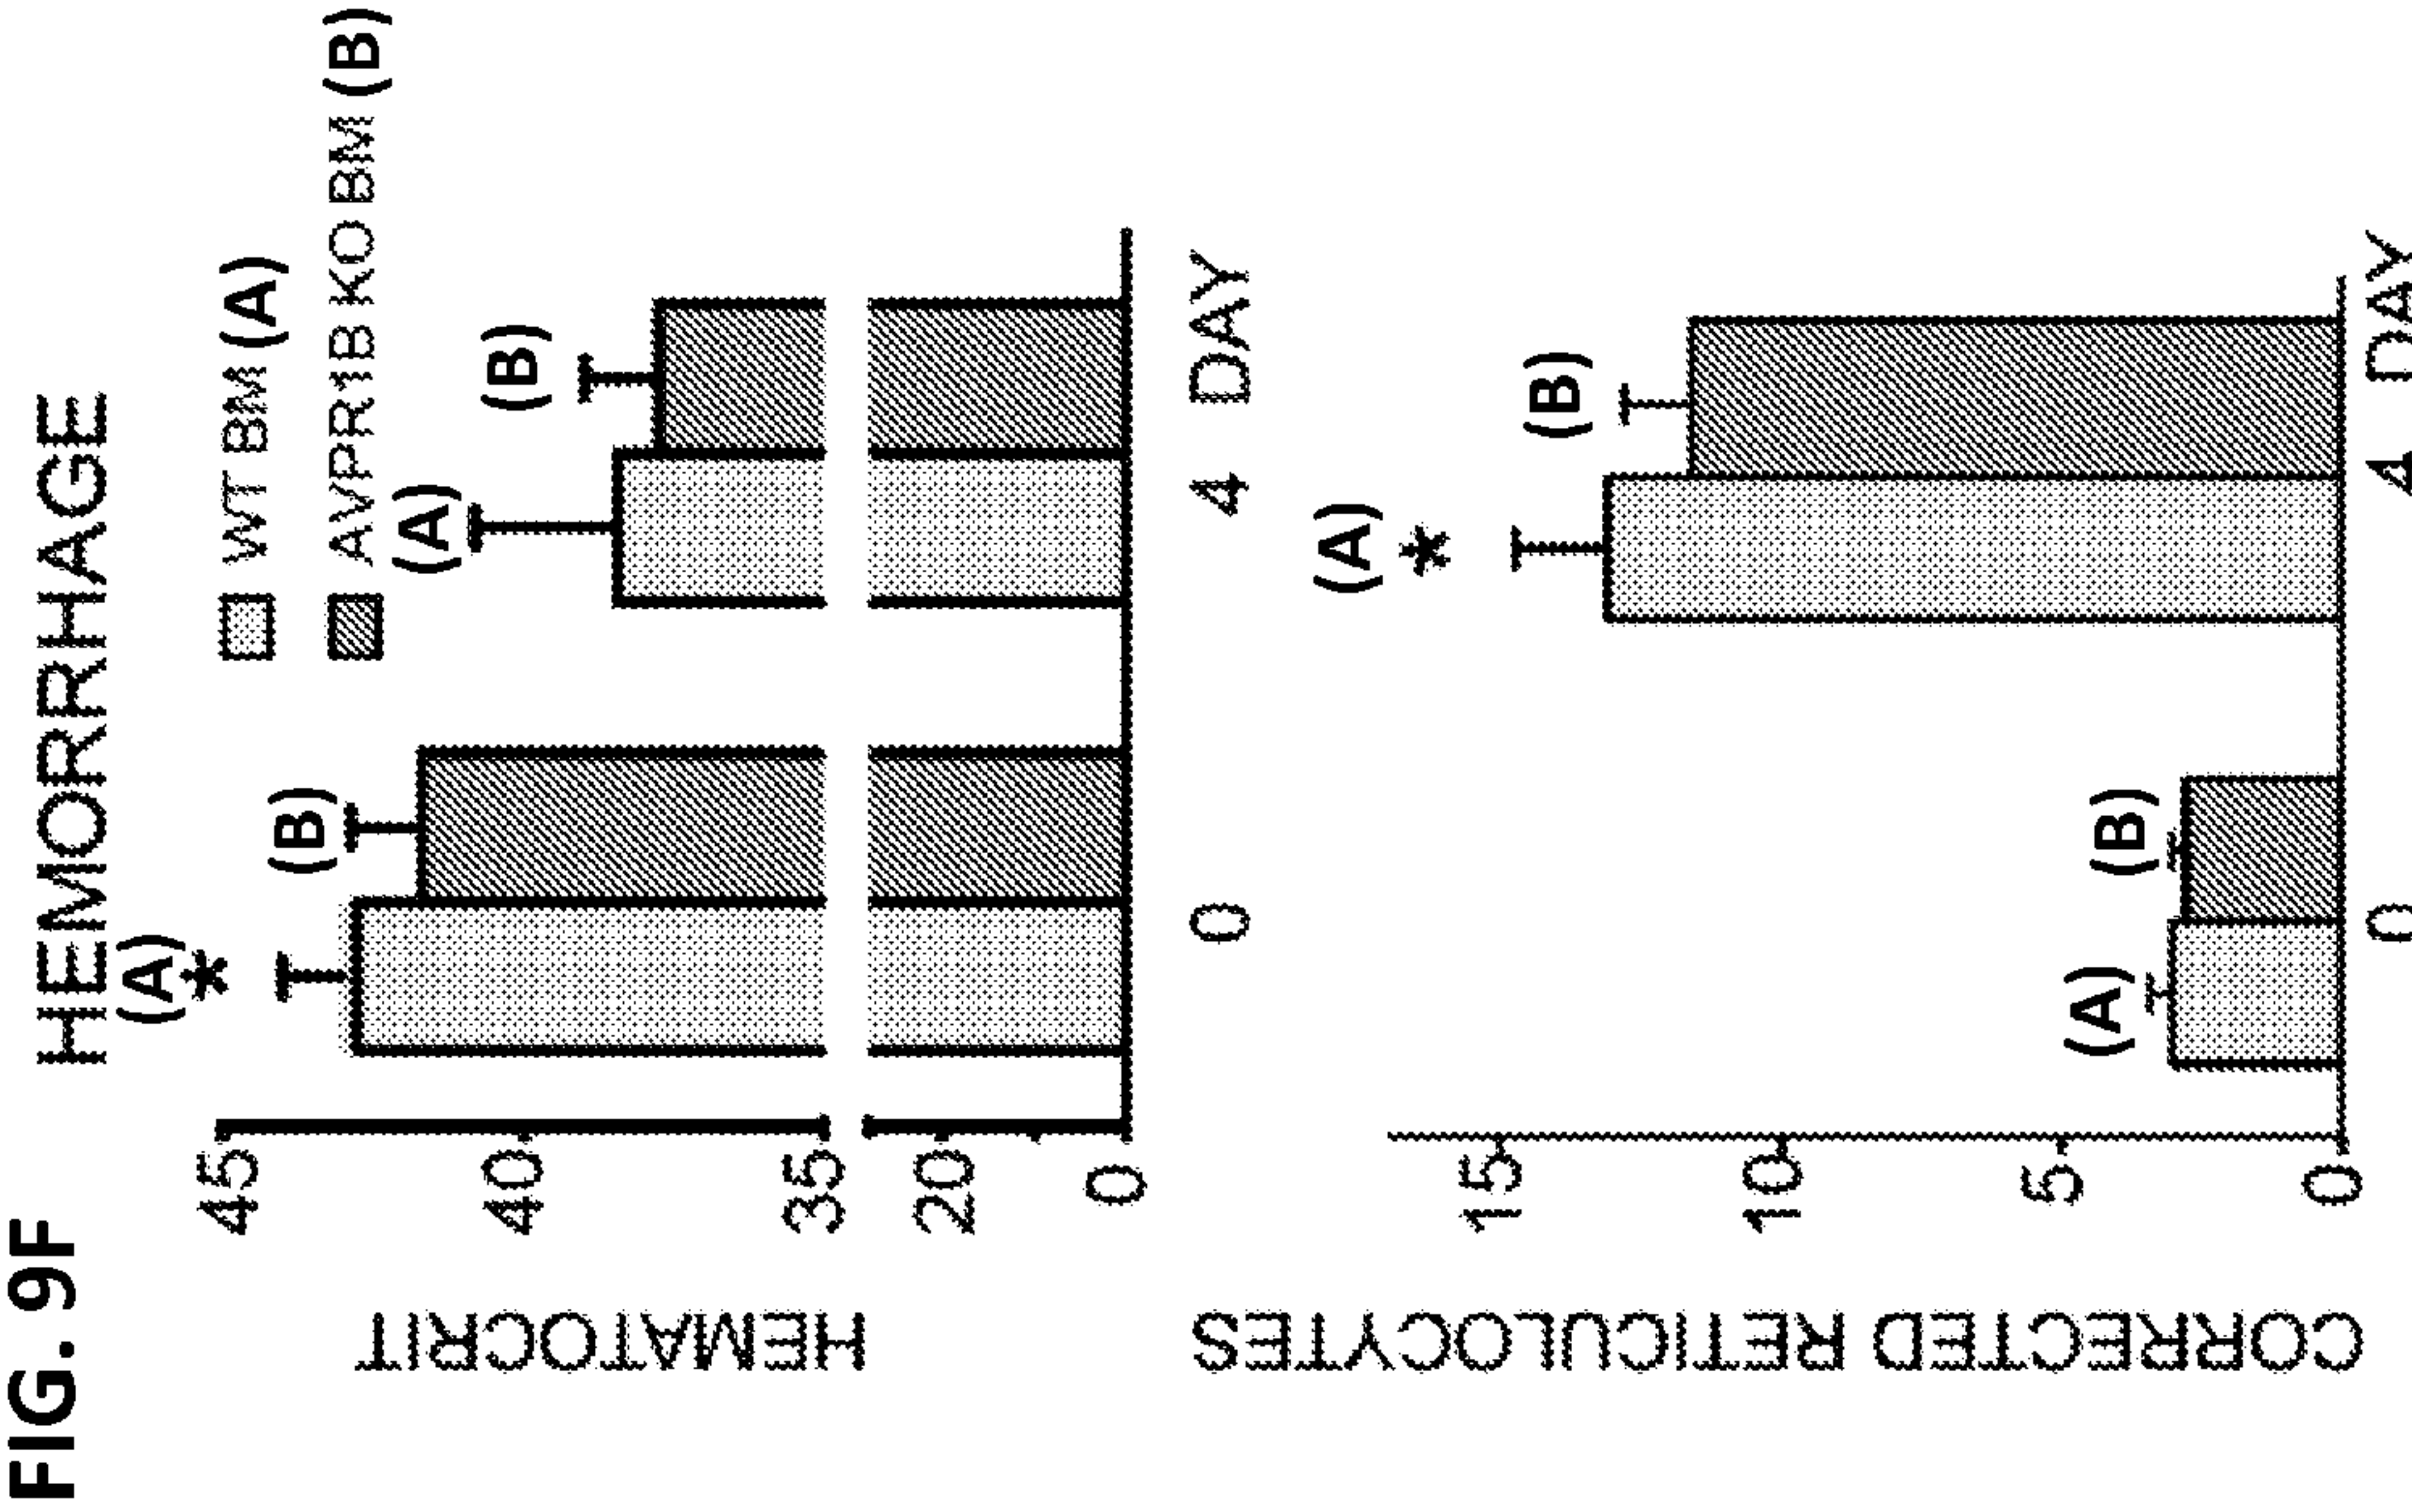 FIG. 9F
HEMORRHAGE
WT BM (A)
AVPR1B KO BM (B)
HEMATOCRIT
45
40
35
20
0
(A)
*
(B)
(A)
(B)
0 4 DAY
CORRECTED RETICULOCYTES
15
10
5
0
(A)
(B)
(A)
*
(B)
0 4 DAY